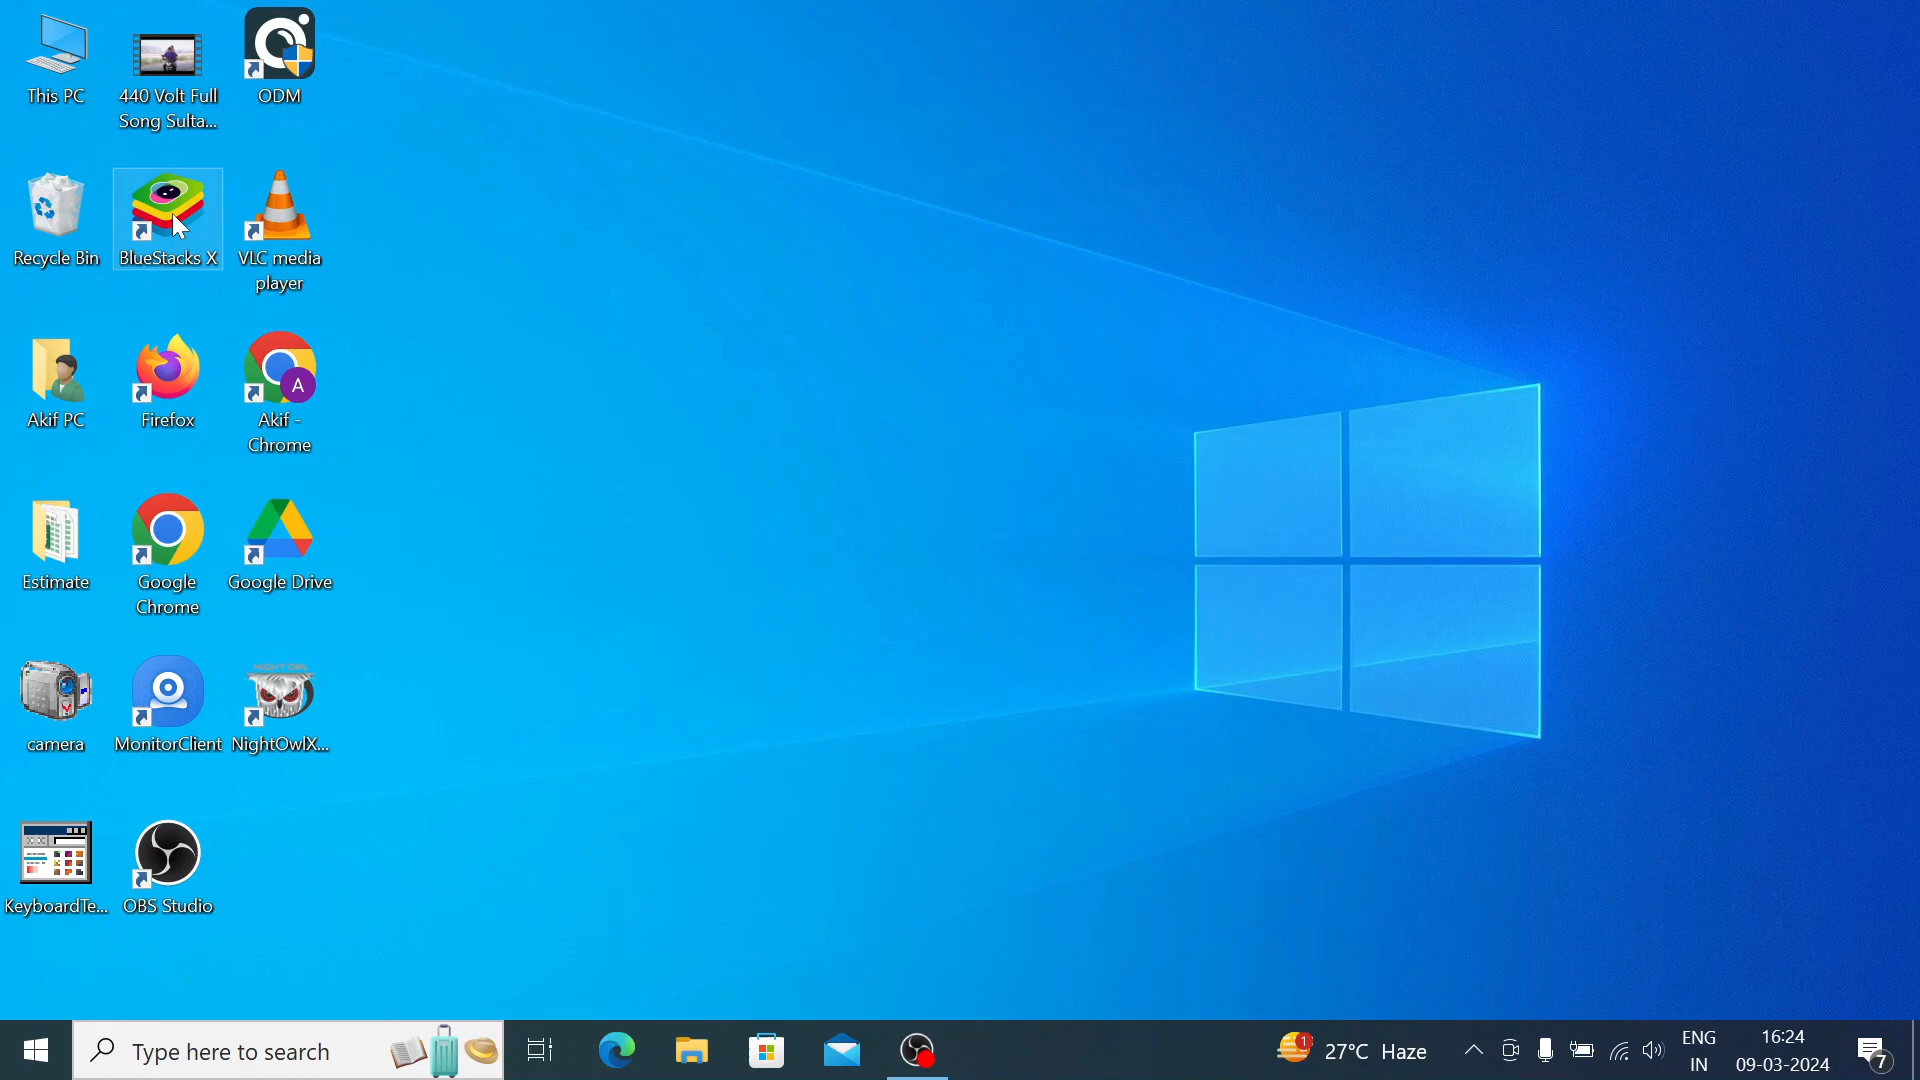 This PC
440 Volt Full
Song Sulta...
ODM
Recycle Bin
BlueStacks X
VLC media
player
Akif PC
Firefox
A
Akif -
Chrome
Estimate
Google
Chrome
Google Drive
camera
MonitorClient
NIGHT OWL
NightOwlX...
KeyboardTe...
OBS Studio
Type here to search
1
27°C Haze
ENG
IN
16:24
09-03-2024
7